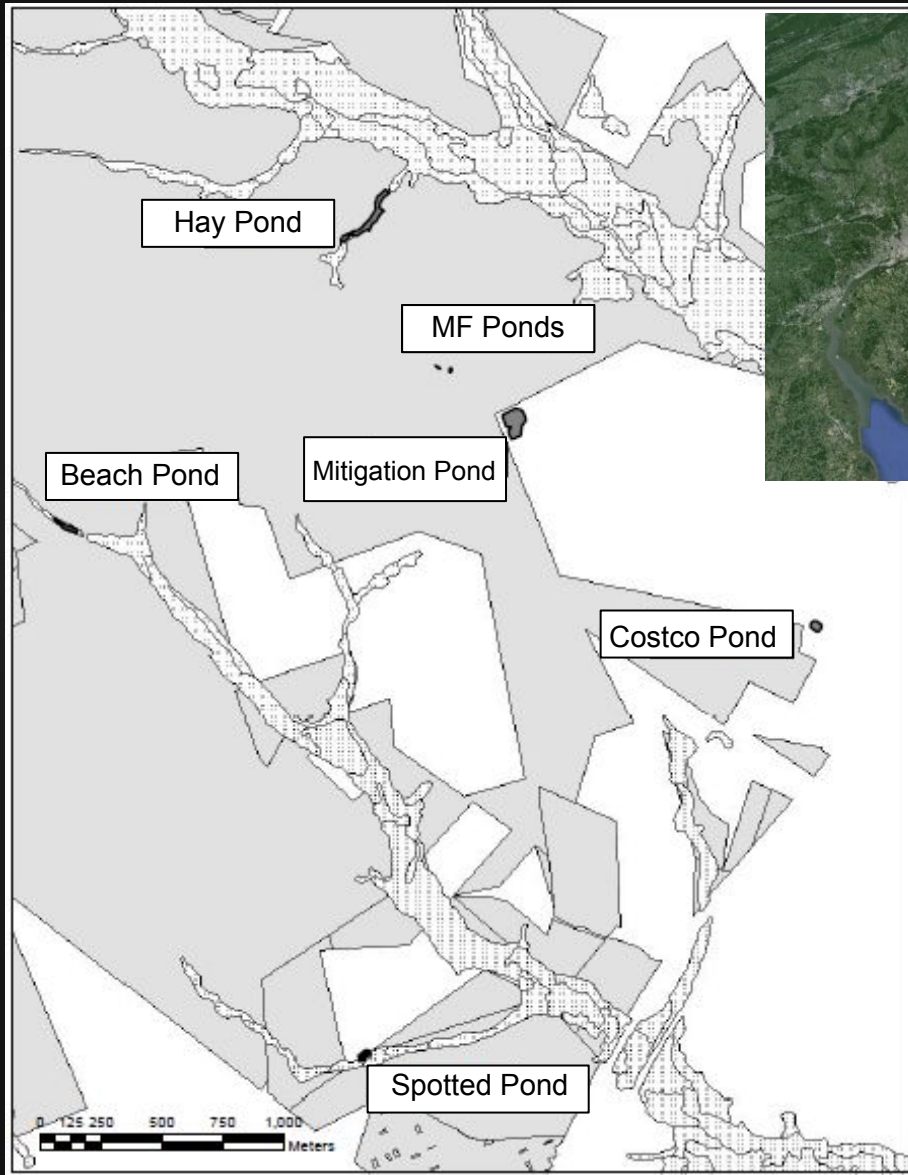 Hay Pond
MF Ponds
Beach Pond
Mitigation Pond
Costco Pond
Spotted Pond
0 125 250 500 750 1,000
Meters